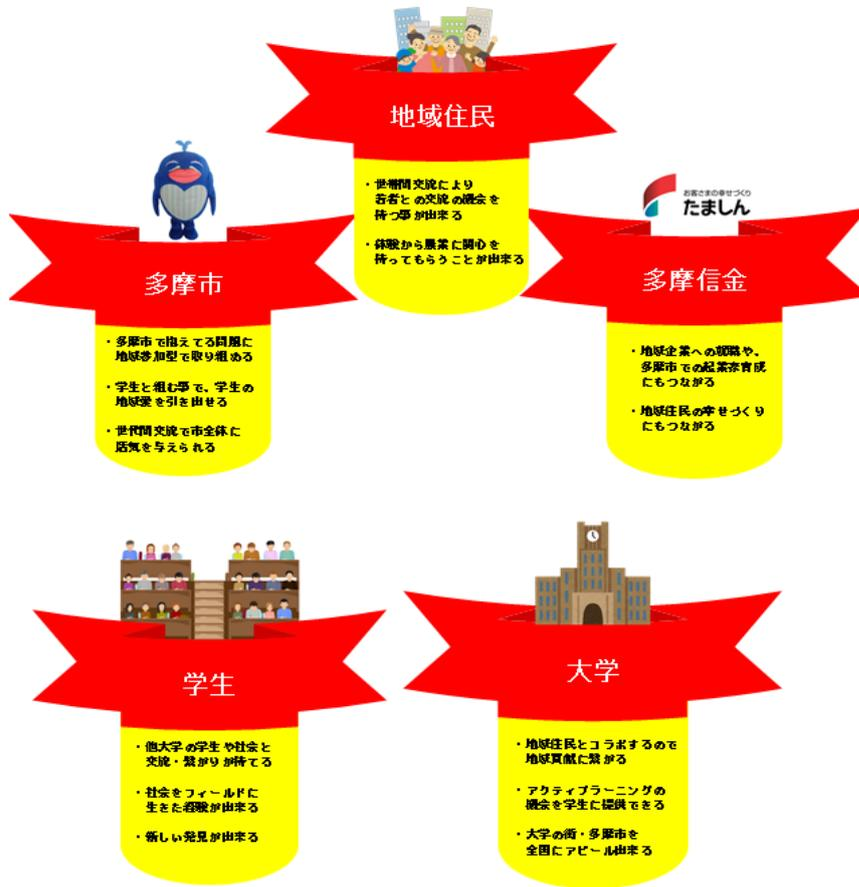 地域住民
・世帯間交流により
若者との交流の機会を
持つ事が出来る
・体験から農業に関心を
持ってもらうことが出来る
多摩市
・多摩市で抱えてる問題に
地域参加型で取り組める
・学生と組む事で、学生の
地域愛を引き出せる
・世代間交流で市全体に
活気を与えられる
お客さまの幸せづくり
たましん
多摩信金
・地域企業への就職や、
多摩市での起業家育成
にもつながる
・地域住民の幸せづくり
にもつながる
学生
・他大学の学生や社会と
交流・繋がりが持てる
・社会をフィールドに
生きた経験が出来る
・新しい発見が出来る
大学
・地域住民とコラボするので
地域貢献に繋がる
・アクティブラーニングの
機会を学生に提供できる
・大学の街・多摩市を
全国にアピール出来る